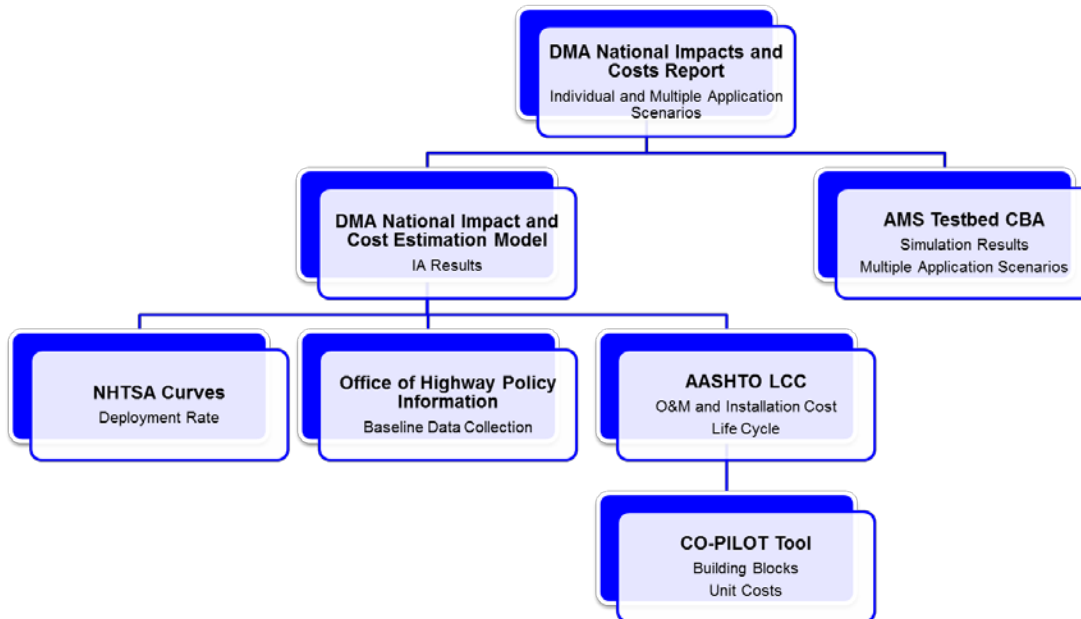 DMA National Impacts and
Costs Report
Individual and Multiple Application
Scenarios
DMA National Impact and
Cost Estimation Model
IA Results
AMS Testbed CBA
Simulation Results
Multiple Application Scenarios
NHTSA Curves
Deployment Rate
Office of Highway Policy
Information
Baseline Data Collection
AASHTO LCC
O&M and Installation Cost
Life Cycle
CO-PILOT Tool
Building Blocks
Unit Costs